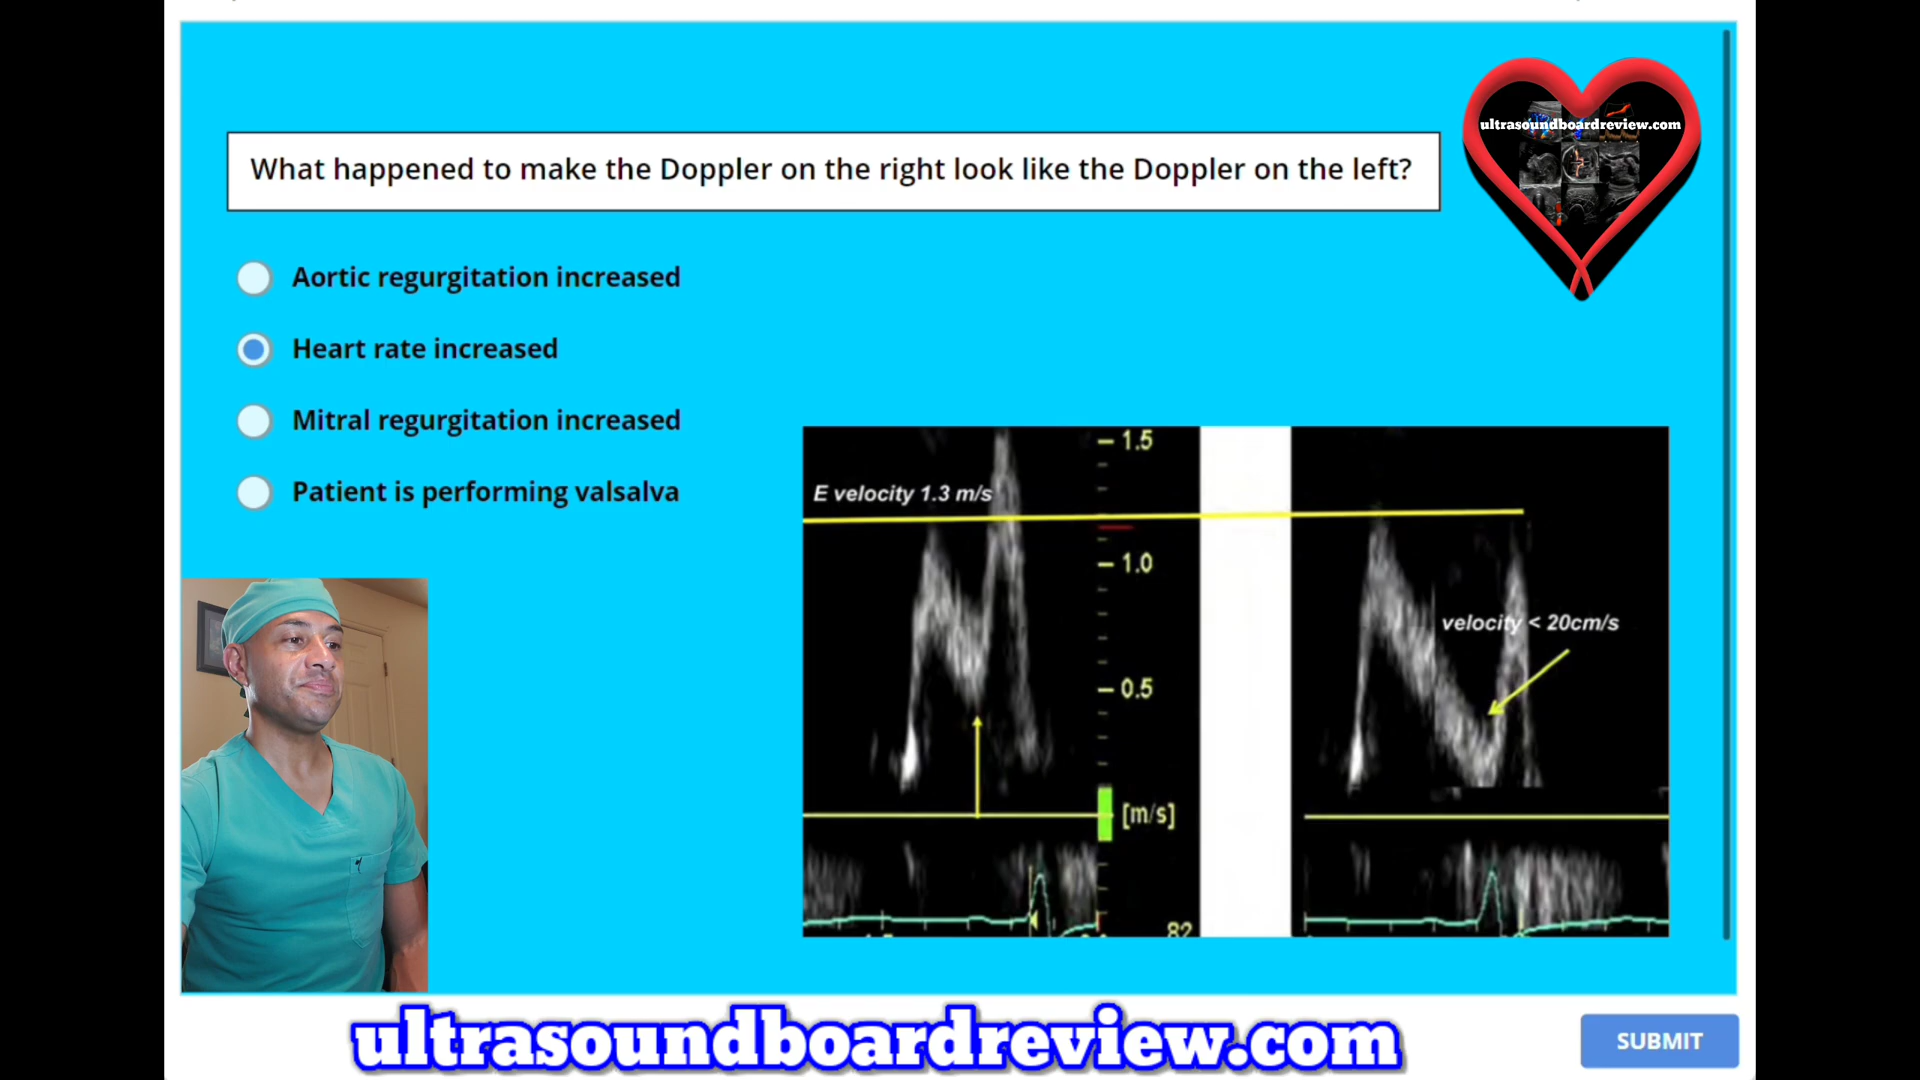 ultrasoundboardreview.com
What happened to make the Doppler on the right look like the Doppler on the left?
Aortic regurgitation increased
Heart rate increased
Mitral regurgitation increased
Patient is performing valsalva
E velocity 1.3 m/s
1.5
1.0
0.5
[m/s]
82
velocity < 20cm/s
ultrasoundboardreview.com
SUBMIT